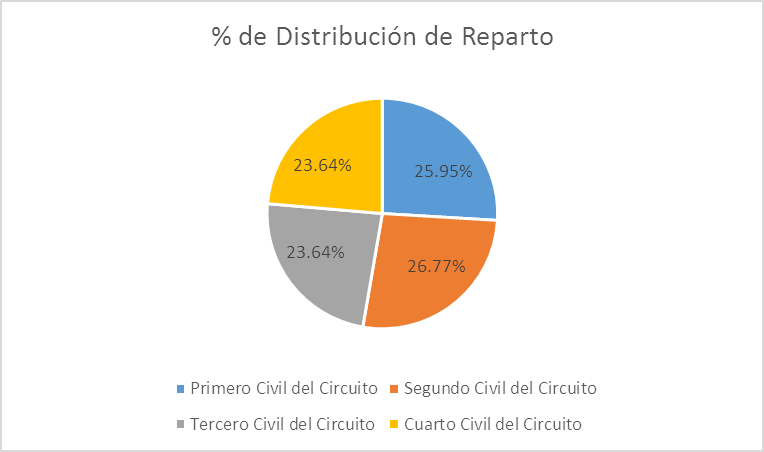 % de Distribución de Reparto
23.64%
25.95%
23.64%
26.77%
Primero Civil del Circuito
Segundo Civil del Circuito
Tercero Civil del Circuito
Cuarto Civil del Circuito